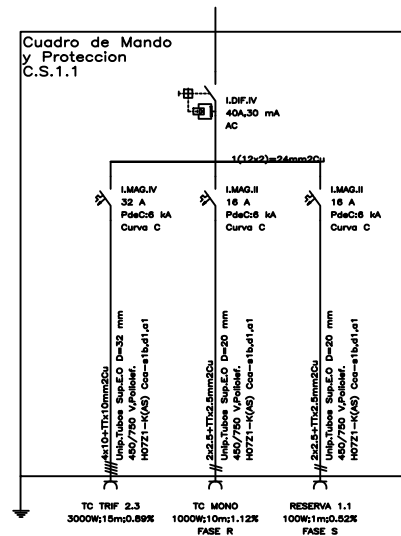 Cuadro de Mando
y Proteccion
C.S.1.1
I.DIF.IV
40A,30 mA
AC
1(12x2)=24mm2Cu
I.MAG.IV
32 A
PdeC:6 kA
Curva C
I.MAG.II
16 A
PdeC:6 kA
Curva C
I.MAG.II
16 A
PdeC:6 kA
Curva C
4x10+TTx10mm2Cu
Unip.Tubos Sup.E.O D=32 mm
450/750 V,Poliolef.
H07Z1-K(AS) Cca-s1b,d1,a1
2x2.5+TTx2.5mm2Cu
Unip.Tubos Sup.E.O D=20 mm
450/750 V,Poliolef.
H07Z1-K(AS) Cca-s1b,d1,a1
2x2.5+TTx2.5mm2Cu
Unip.Tubos Sup.E.O D=20 mm
450/750 V,Poliolef.
H07Z1-K(AS) Cca-s1b,d1,a1
TC TRIF 2.3
3000W;15m;0.89%
TC MONO
1000W;10m;1.12%
FASE R
RESERVA 1.1
100W;1m;0.52%
FASE S